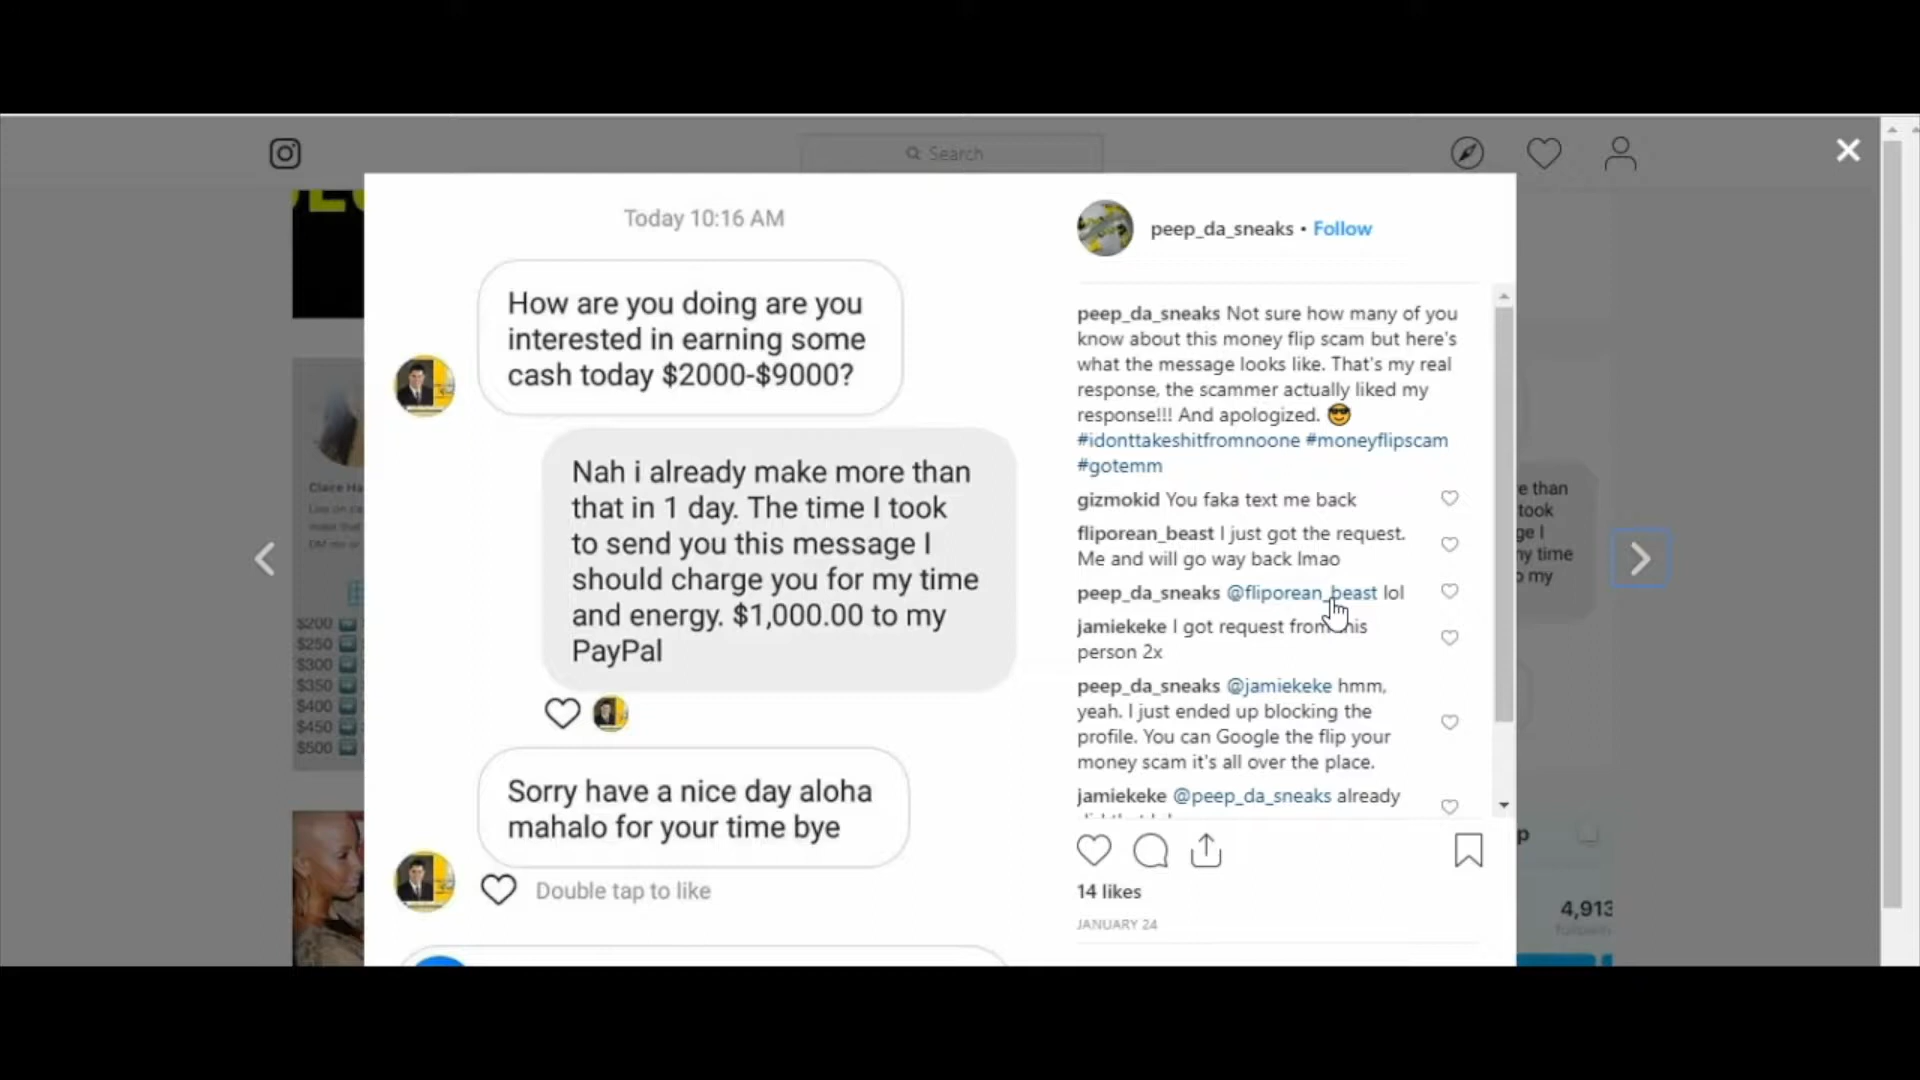 Search
Today 10:16 AM
How are you doing are you
interested in earning some
cash today $2000-$9000?
Nah i already make more than
that in 1 day. The time I took
to send you this message I
should charge you for my time
and energy. $1,000.00 to my
PayPal
Sorry have a nice day aloha
mahalo for your time bye
Double tap to like
peep_da_sneaks • Follow
peep_da_sneaks Not sure how many of you
know about this money flip scam but here's
what the message looks like. That's my real
response, the scammer actually liked my
response!!! And apologized. 😎
#idonttakeshitfromnoone #moneyflipscam
#gotemm
gizmokid You faka text me back
fliporean_beast I just got the request.
Me and will go way back lmao
peep_da_sneaks @fliporean_beast lol
jamiekeke I got request from this
person 2x
peep_da_sneaks @jamiekeke hmm,
yeah. I just ended up blocking the
profile. You can Google the flip your
money scam it's all over the place.
jamiekeke @peep_da_sneaks already
14 likes
JANUARY 24
$200
$250
$300
$350
$400
$450
$500
e than
took
ge I
ny time
o my
p
4,913